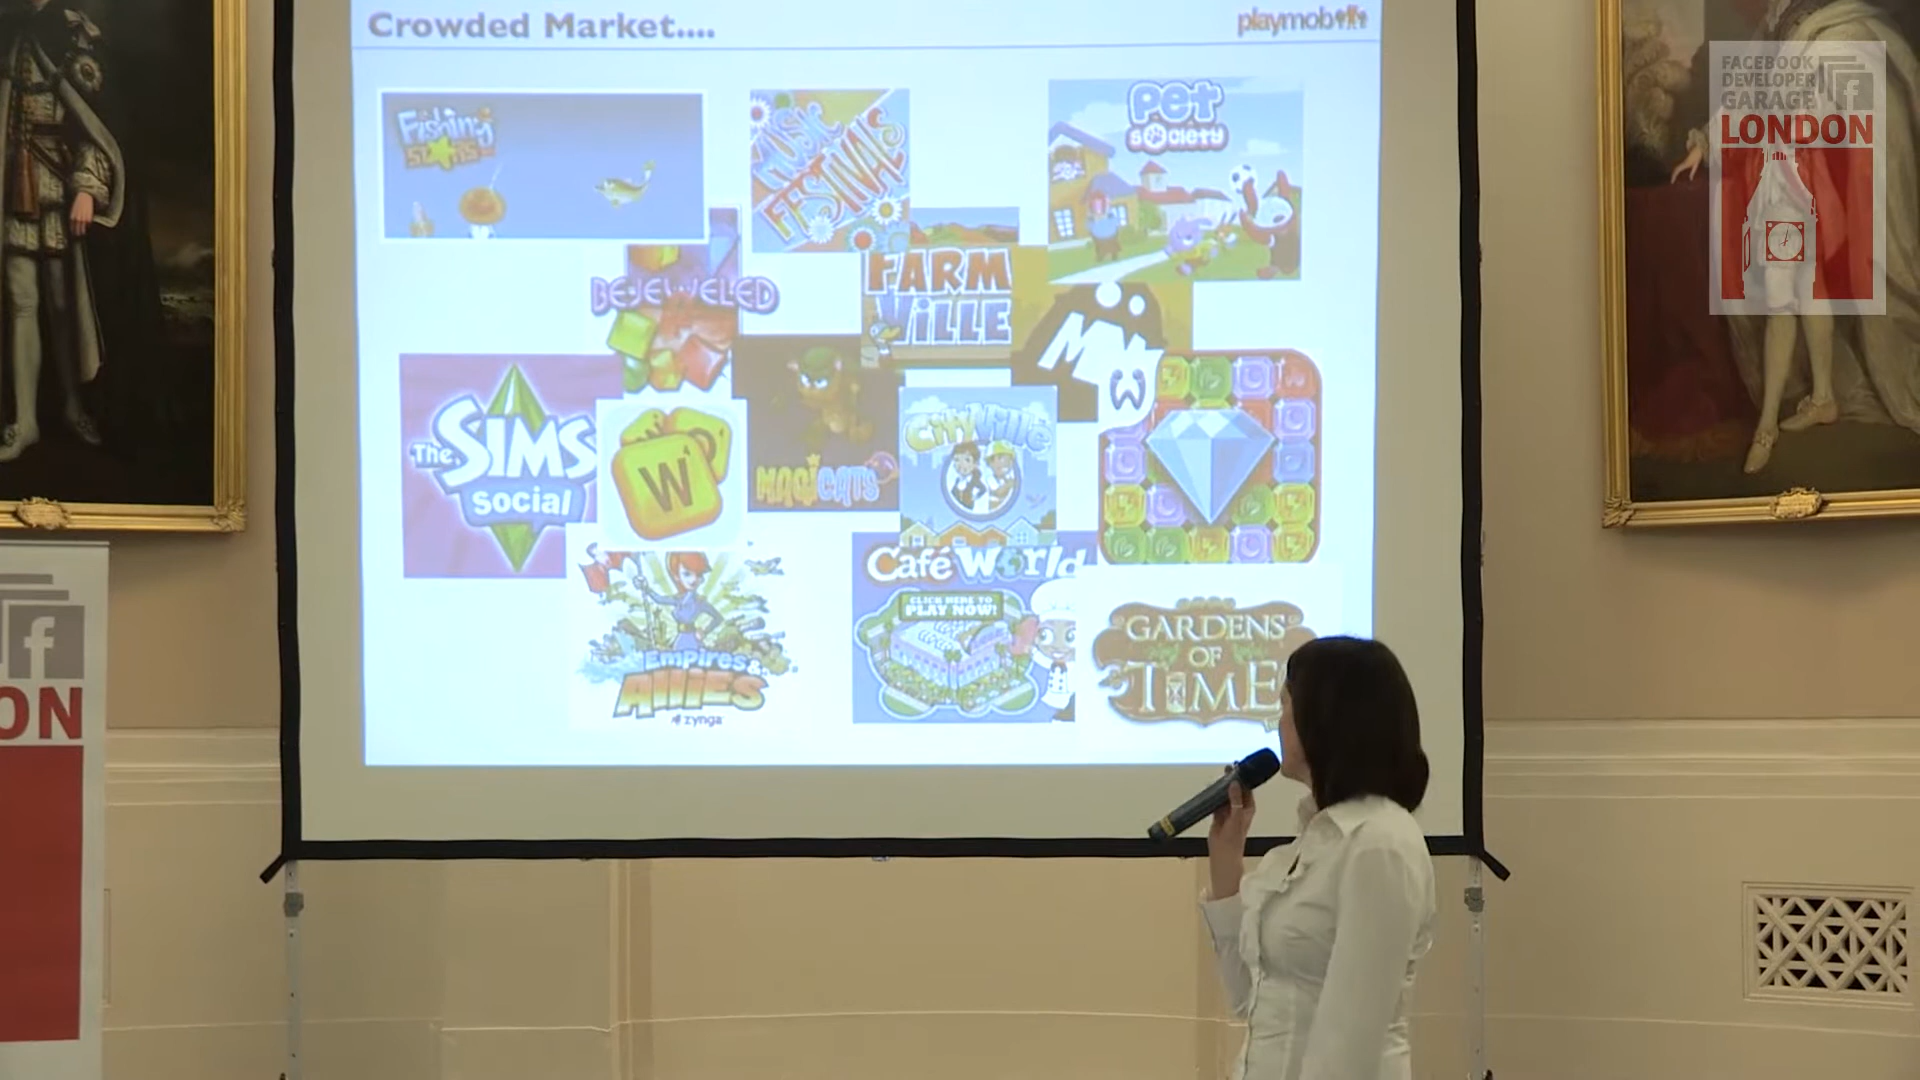 Crowded Market....
playmob
FACEBOOK
DEVELOPER
GARAGE
LONDON
Fishing
MUSIC
FESTIVALS
Pet
Society
BEJEWELED
FARM
VILLE
The
SIMS
Social
W
MAGICATS
CityVille
Café World
CLICK HERE TO
PLAY NOW!
EMPIRES &
ALLIES
zynga
GARDENS
OF
TIME
f
ON